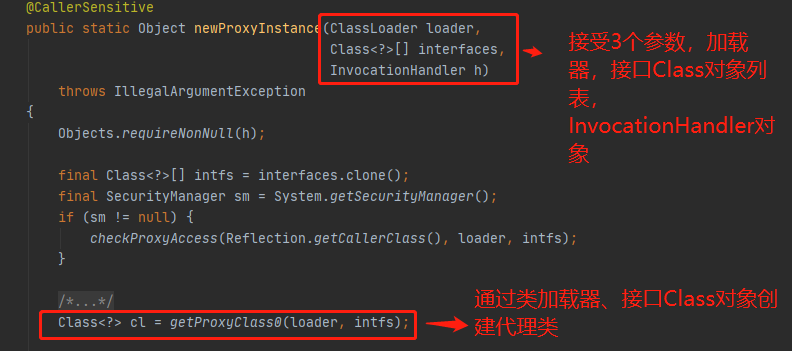 @CallerSensitive
public static Object newProxyInstance(ClassLoader loader,
Class<?>[] interfaces,
InvocationHandler h)
throws IllegalArgumentException
{
Objects.requireNonNull(h);
final Class<?>[] intfs = interfaces.clone();
final SecurityManager sm = System.getSecurityManager();
if (sm != null) {
checkProxyAccess(Reflection.getCallerClass(), loader, intfs);
}
/*...*/
Class<?> cl = getProxyClass0(loader, intfs);
接受3个参数，加载
器，接口Class对象列
表，
InvocationHandler对
象
通过类加载器、接口Class对象创
建代理类